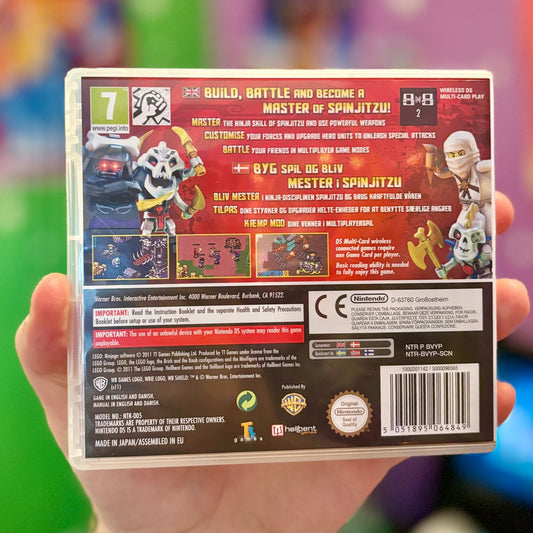 7
www.pegi.info
BUILD, BATTLE AND BECOME A
MASTER OF SPINJITZU!
MASTER THE NINJA SKILL OF SPINJITZU AND USE POWERFUL WEAPONS
CUSTOMISE YOUR FORCES AND UPGRADE HERO UNITS TO UNLEASH SPECIAL ATTACKS
BATTLE YOUR FRIENDS IN MULTIPLAYER GAME MODES
WIRELESS DS
MULTI-CARD PLAY
2
BYG SPIL OG BLIV
MESTER I SPINJITZU
BLIV MESTER I NINJA-DISCIPLINEN SPINJITZU OG BRUG KRAFTFULDE VÅBEN
TILPAS DINE STYRKER OG OPGRADER HELTE-ENHEDER FOR AT BENYTTE SÆRLIGE ANGREB
KÆMP MOD DINE VENNER I MULTIPLAYERSPIL
DS Multi-Card wireless
connected games require
one Game Card per player.
Basic reading ability is needed
to fully enjoy this game.
Warner Bros. Interactive Entertainment Inc. 4000 Warner Boulevard, Burbank, CA 91522.
IMPORTANT: Read the Instruction Booklet and the separate Health and Safety Precautions
Booklet before setup or use of your system.
IMPORTANT: The use of an unlawful device with your Nintendo DS system may render this game
unplayable.
LEGO Ninjago software © 2011 TT Games Publishing Ltd. Produced by TT Games under license from the
LEGO Group. LEGO, the LEGO logo, the Brick and the Knob configurations and the Minifigure are trademarks of the
LEGO Group. © 2011 The LEGO Group.
WB GAMES LOGO, WBIE LOGO, WB SHIELD: ™ & © Warner Bros. Entertainment Inc.
(s11)
GAME IN ENGLISH AND DANISH.
MANUAL IN ENGLISH AND DANISH.
MODEL NO.: NTR-005
TRADEMARKS ARE PROPERTY OF THEIR RESPECTIVE OWNERS.
NINTENDO DS IS A TRADEMARK OF NINTENDO.
MADE IN JAPAN/ASSEMBLED IN EU
CE
Nintendo
D-63760 Großostheim
PLEASE RETAIN THE PACKAGING. VERPACKUNG AUFHEBEN.
NTR P BVYP
NTR-BVYP-SCN
1000201142 / 5000096365
5 051895 064849
Published By
WB
TT
games
hellbent
Original
Nintendo
Seal of
Quality